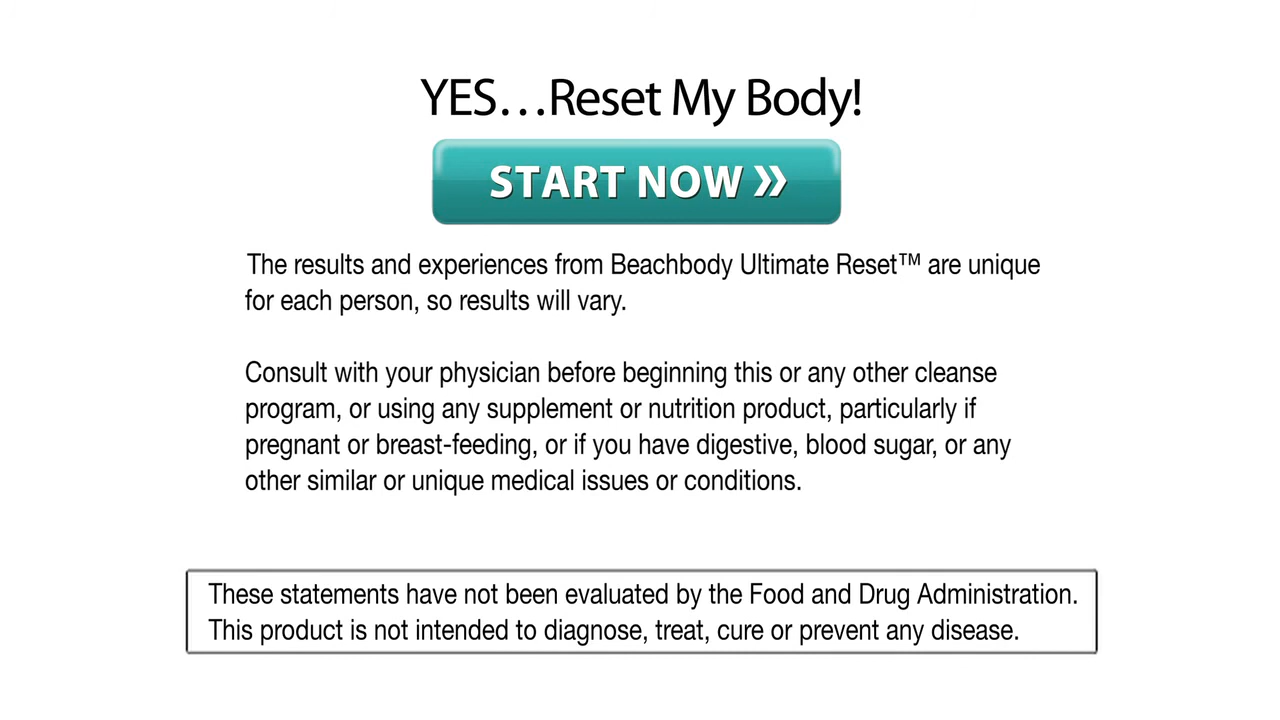 YES…Reset My Body!
START NOW »
The results and experiences from Beachbody Ultimate Reset™ are unique
for each person, so results will vary.
Consult with your physician before beginning this or any other cleanse
program, or using any supplement or nutrition product, particularly if
pregnant or breast-feeding, or if you have digestive, blood sugar, or any
other similar or unique medical issues or conditions.
These statements have not been evaluated by the Food and Drug Administration.
This product is not intended to diagnose, treat, cure or prevent any disease.